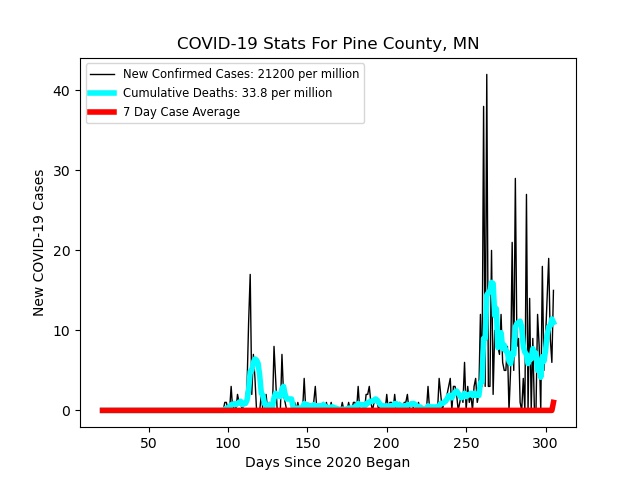 COVID-19 Stats For Pine County, MN
New Confirmed Cases: 21200 per million
Cumulative Deaths: 33.8 per million
7 Day Case Average
New COVID-19 Cases
40
30
20
10
0
50 100 150 200 250 300
Days Since 2020 Began